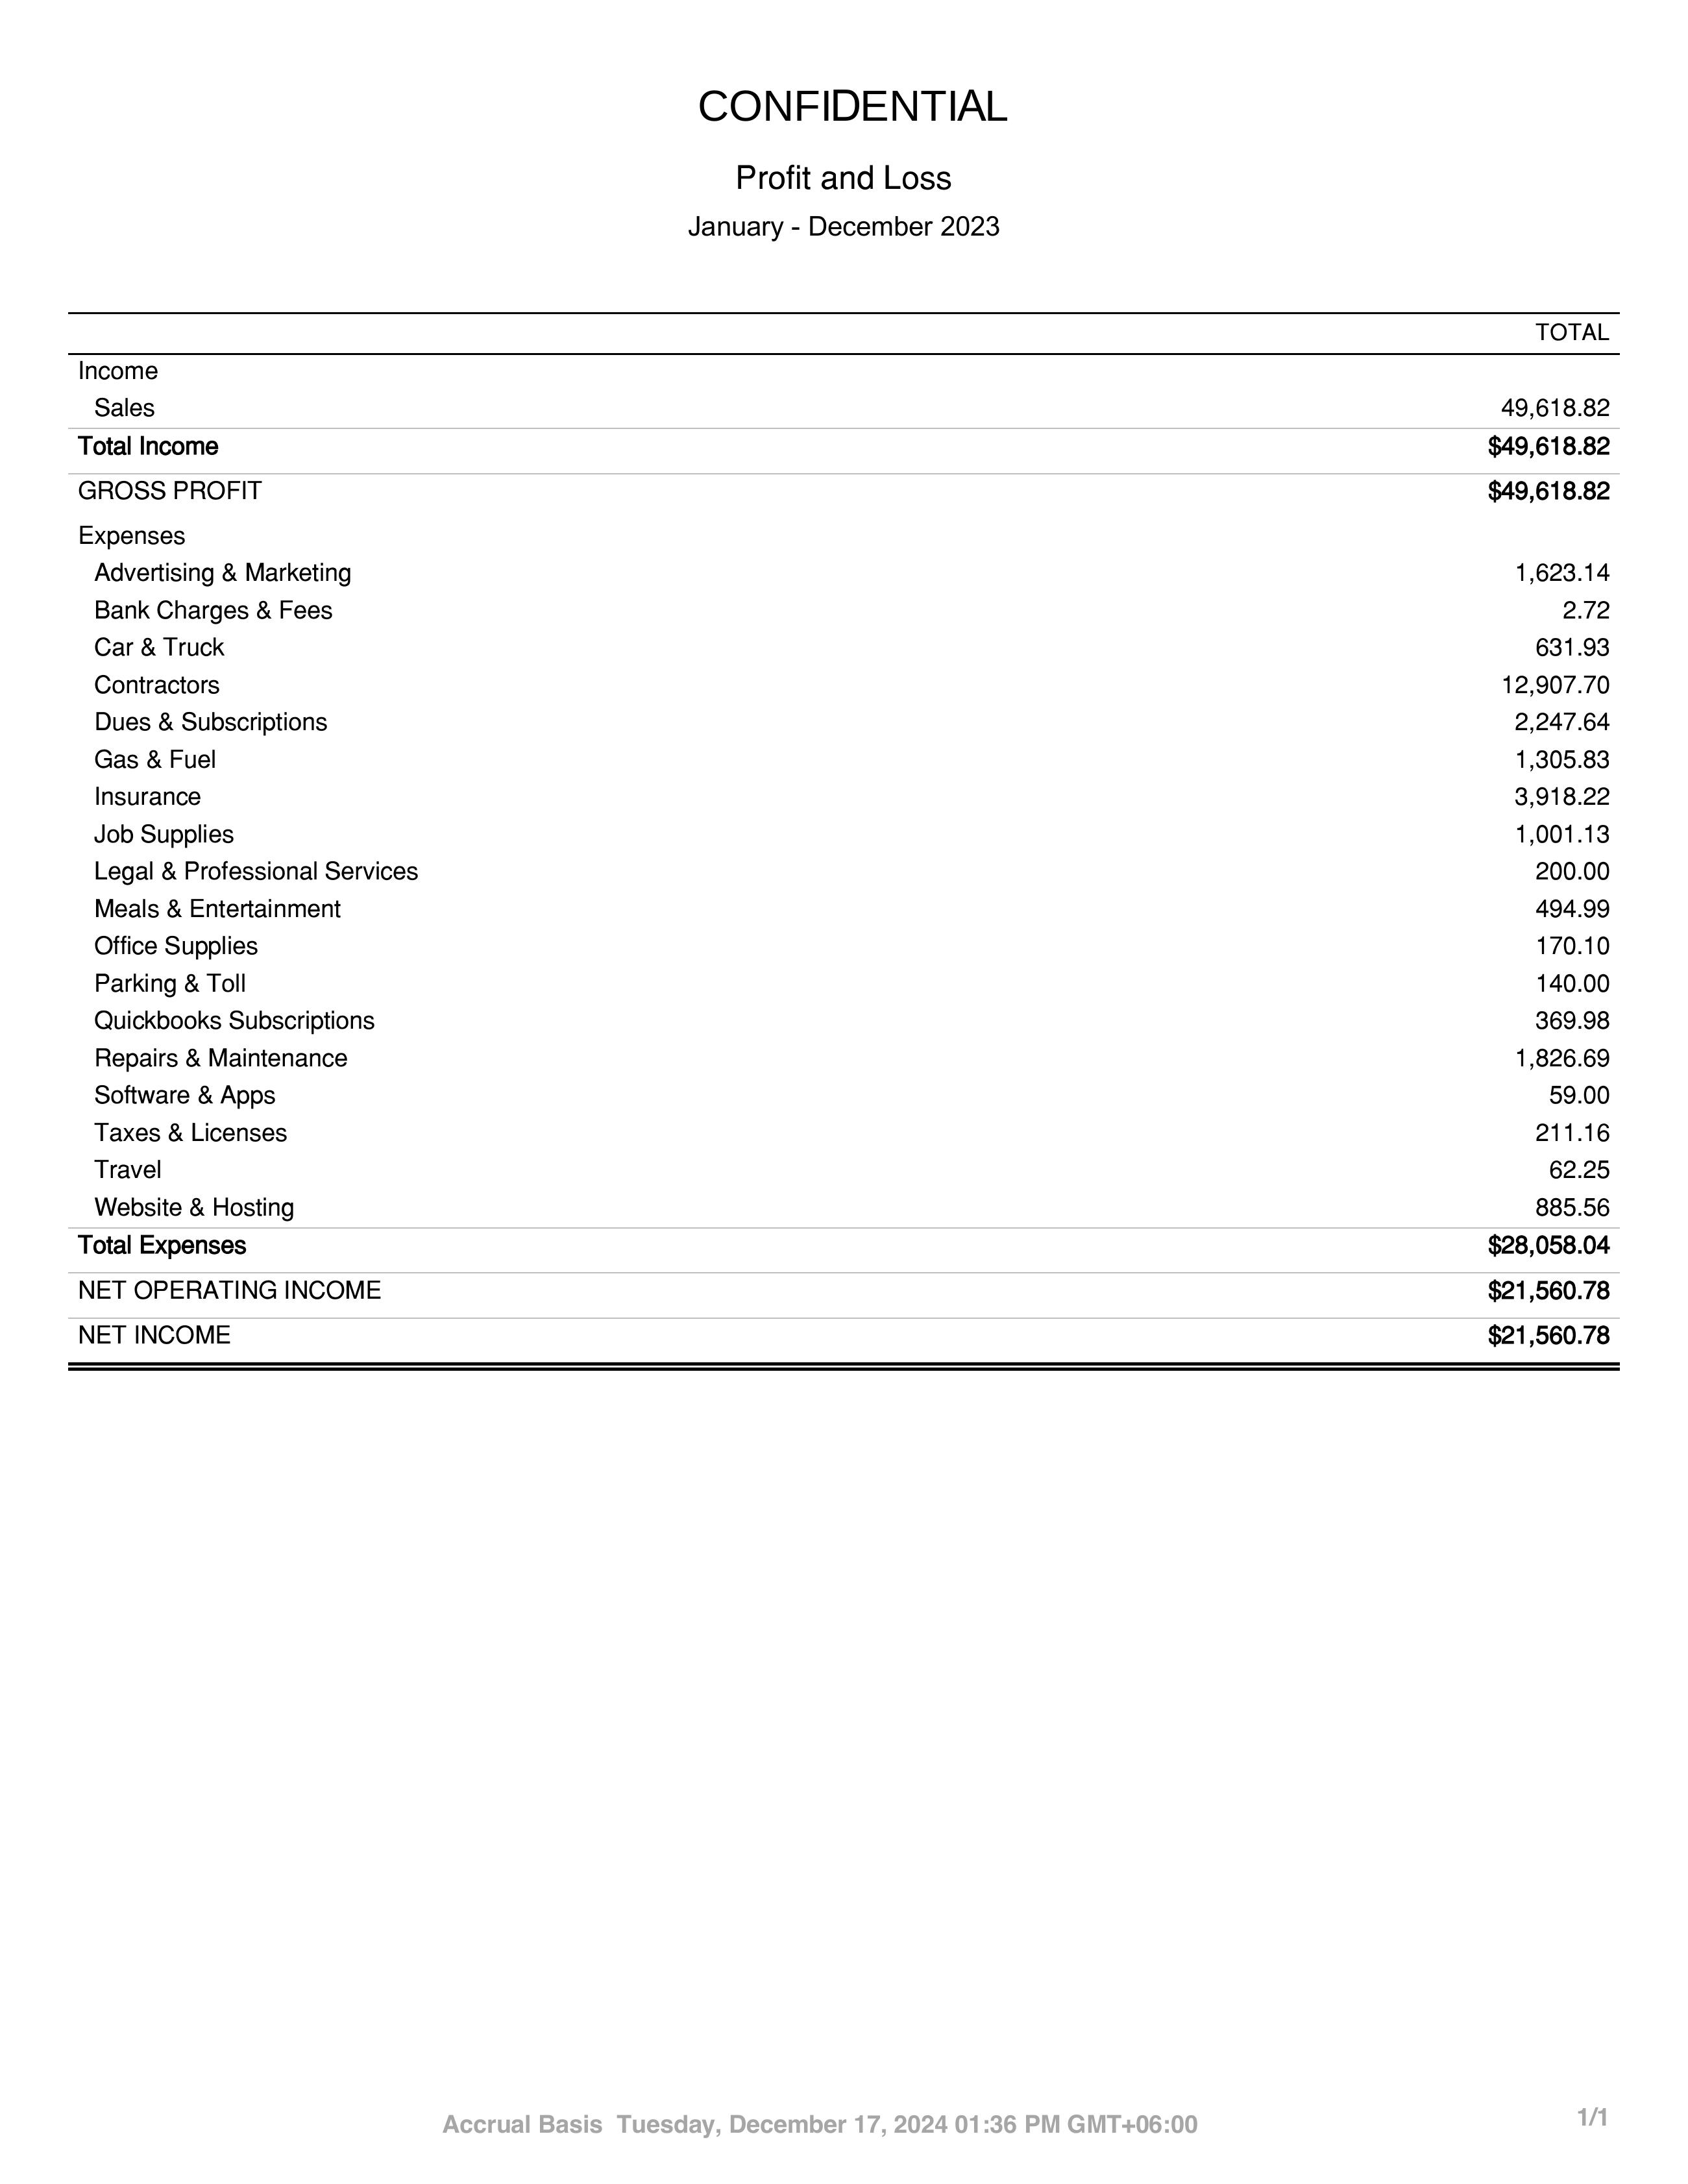 CONFIDENTIAL
Profit and Loss
January - December 2023
TOTAL
Income
Sales 49,618.82
Total Income $49,618.82
GROSS PROFIT $49,618.82
Expenses
Advertising & Marketing 1,623.14
Bank Charges & Fees 2.72
Car & Truck 631.93
Contractors 12,907.70
Dues & Subscriptions 2,247.64
Gas & Fuel 1,305.83
Insurance 3,918.22
Job Supplies 1,001.13
Legal & Professional Services 200.00
Meals & Entertainment 494.99
Office Supplies 170.10
Parking & Toll 140.00
Quickbooks Subscriptions 369.98
Repairs & Maintenance 1,826.69
Software & Apps 59.00
Taxes & Licenses 211.16
Travel 62.25
Website & Hosting 885.56
Total Expenses $28,058.04
NET OPERATING INCOME $21,560.78
NET INCOME $21,560.78
Accrual Basis Tuesday, December 17, 2024 01:36 PM GMT+06:00 1/1